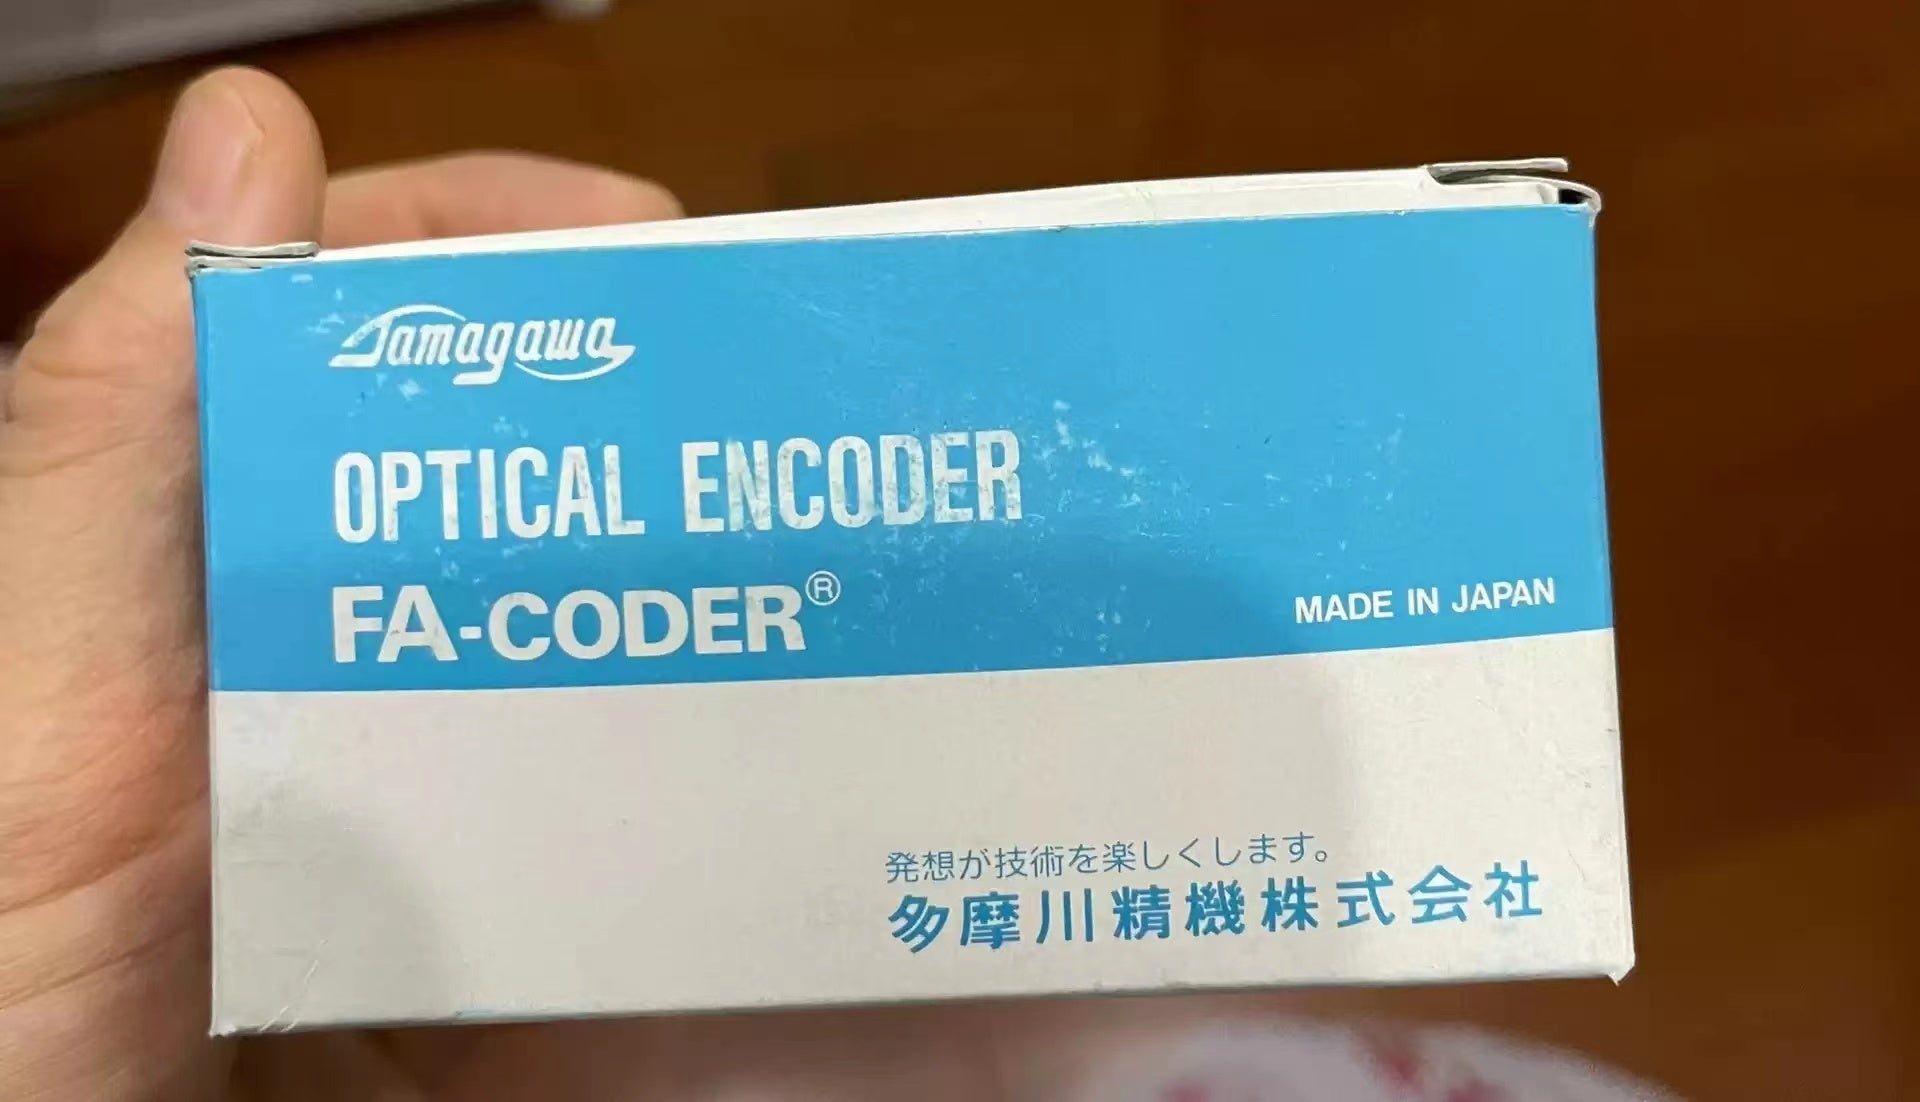 Tamagawa
OPTICAL ENCODER
FA-CODER®
MADE IN JAPAN
発想が技術を楽しくします。
多摩川精機株式会社